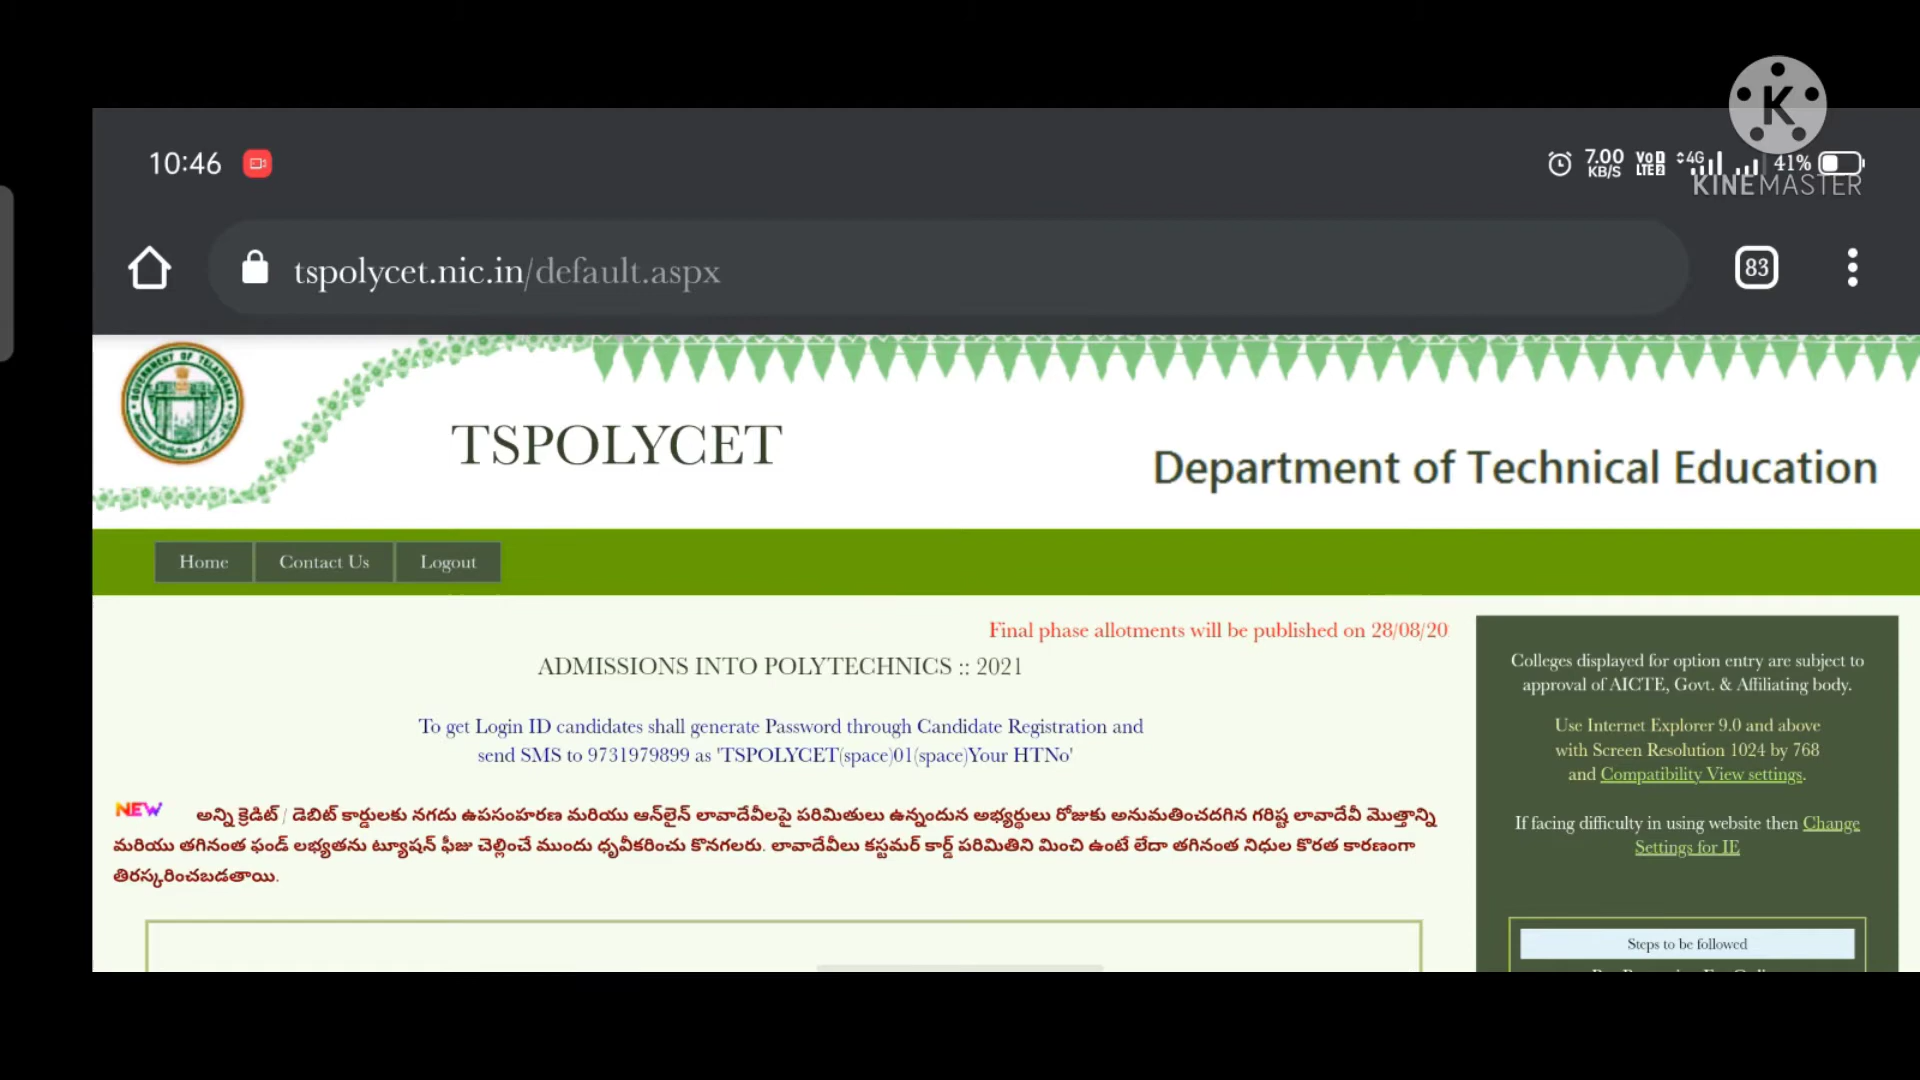 10:46
7.00 KB/S
VoD LTE2
4G
41%
K
KINEMASTER
tspolycet.nic.in/default.aspx
83
TSPOLYCET
Department of Technical Education
Home
Contact Us
Logout
Final phase allotments will be published on 28/08/20
ADMISSIONS INTO POLYTECHNICS :: 2021
To get Login ID candidates shall generate Password through Candidate Registration and
send SMS to 9731979899 as 'TSPOLYCET(space)01(space)Your HTNo'
NEW అన్ని క్రెడిట్ / డెబిట్ కార్డులకు నగదు ఉపసంహరణ మరియు ఆన్‌లైన్ లావాదేవీలపై పరిమితులు ఉన్నందున అభ్యర్థులు రోజుకు అనుమతించదగిన గరిష్ట లావాదేవీ మొత్తాన్ని
మరియు తగినంత ఫండ్ లభ్యతను ట్యూషన్ ఫీజు చెల్లించే ముందు ధృవీకరించు కొనగలరు. లావాదేవీలు కస్టమర్ కార్డ్ పరిమితిని మించి ఉంటే లేదా తగినంత నిధుల కొరత కారణంగా
తిరస్కరించబడతాయి.
Colleges displayed for option entry are subject to
approval of AICTE, Govt. & Affiliating body.
Use Internet Explorer 9.0 and above
with Screen Resolution 1024 by 768
and Compatibility View settings.
If facing difficulty in using website then Change
Settings for IE
Steps to be followed